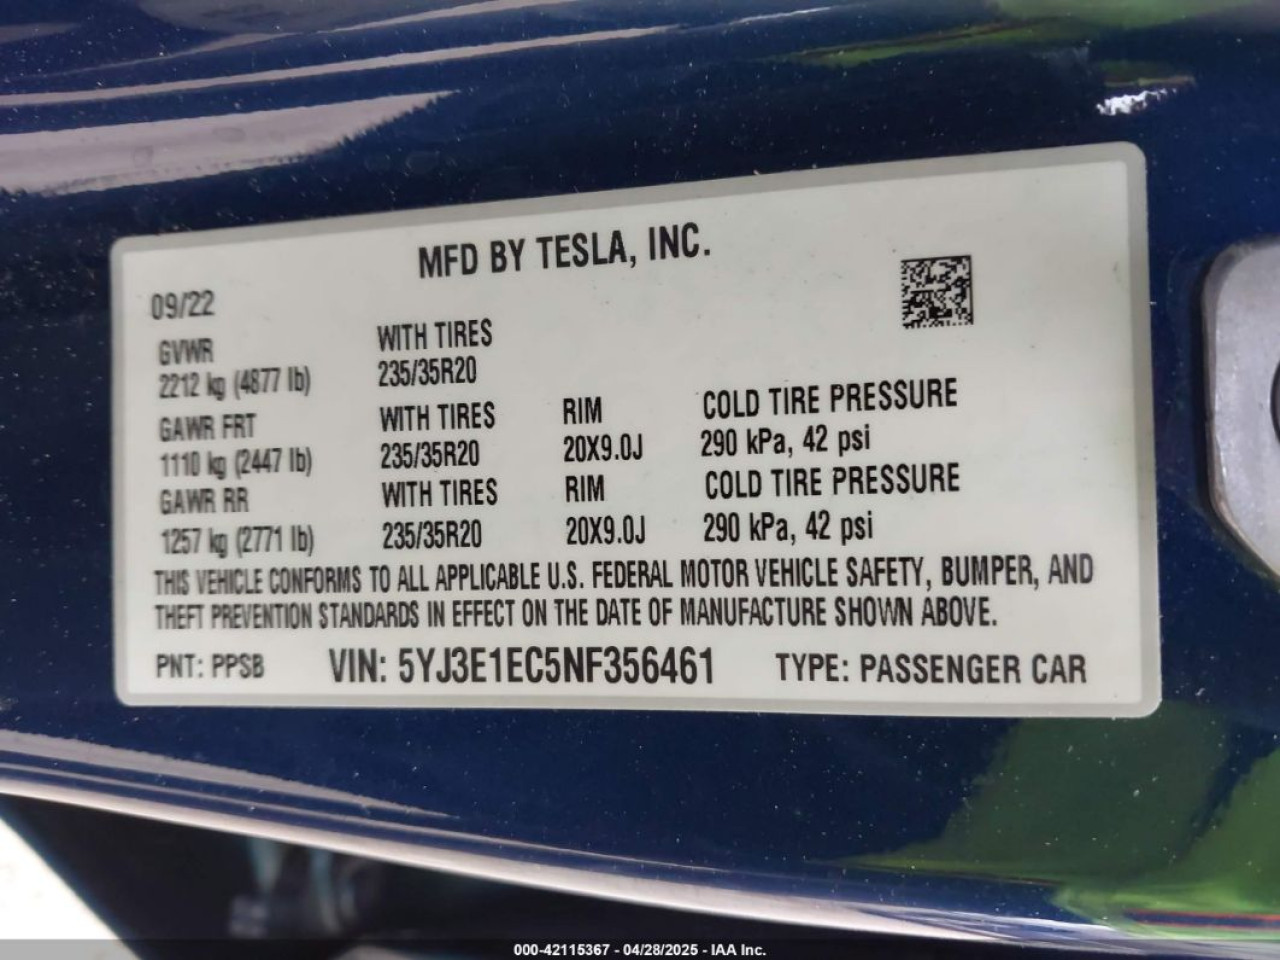 MFD BY TESLA, INC.
09/22
GVWR WITH TIRES
2212 kg (4877 lb) 235/35R20
GAWR FRT WITH TIRES RIM COLD TIRE PRESSURE
1110 kg (2447 lb) 235/35R20 20X9.0J 290 kPa, 42 psi
GAWR RR WITH TIRES RIM COLD TIRE PRESSURE
1257 kg (2771 lb) 235/35R20 20X9.0J 290 kPa, 42 psi
THIS VEHICLE CONFORMS TO ALL APPLICABLE U.S. FEDERAL MOTOR VEHICLE SAFETY, BUMPER, AND
THEFT PREVENTION STANDARDS IN EFFECT ON THE DATE OF MANUFACTURE SHOWN ABOVE.
PNT: PPSB VIN: 5YJ3E1EC5NF356461 TYPE: PASSENGER CAR
000-42115367 - 04/28/2025 - IAA Inc.